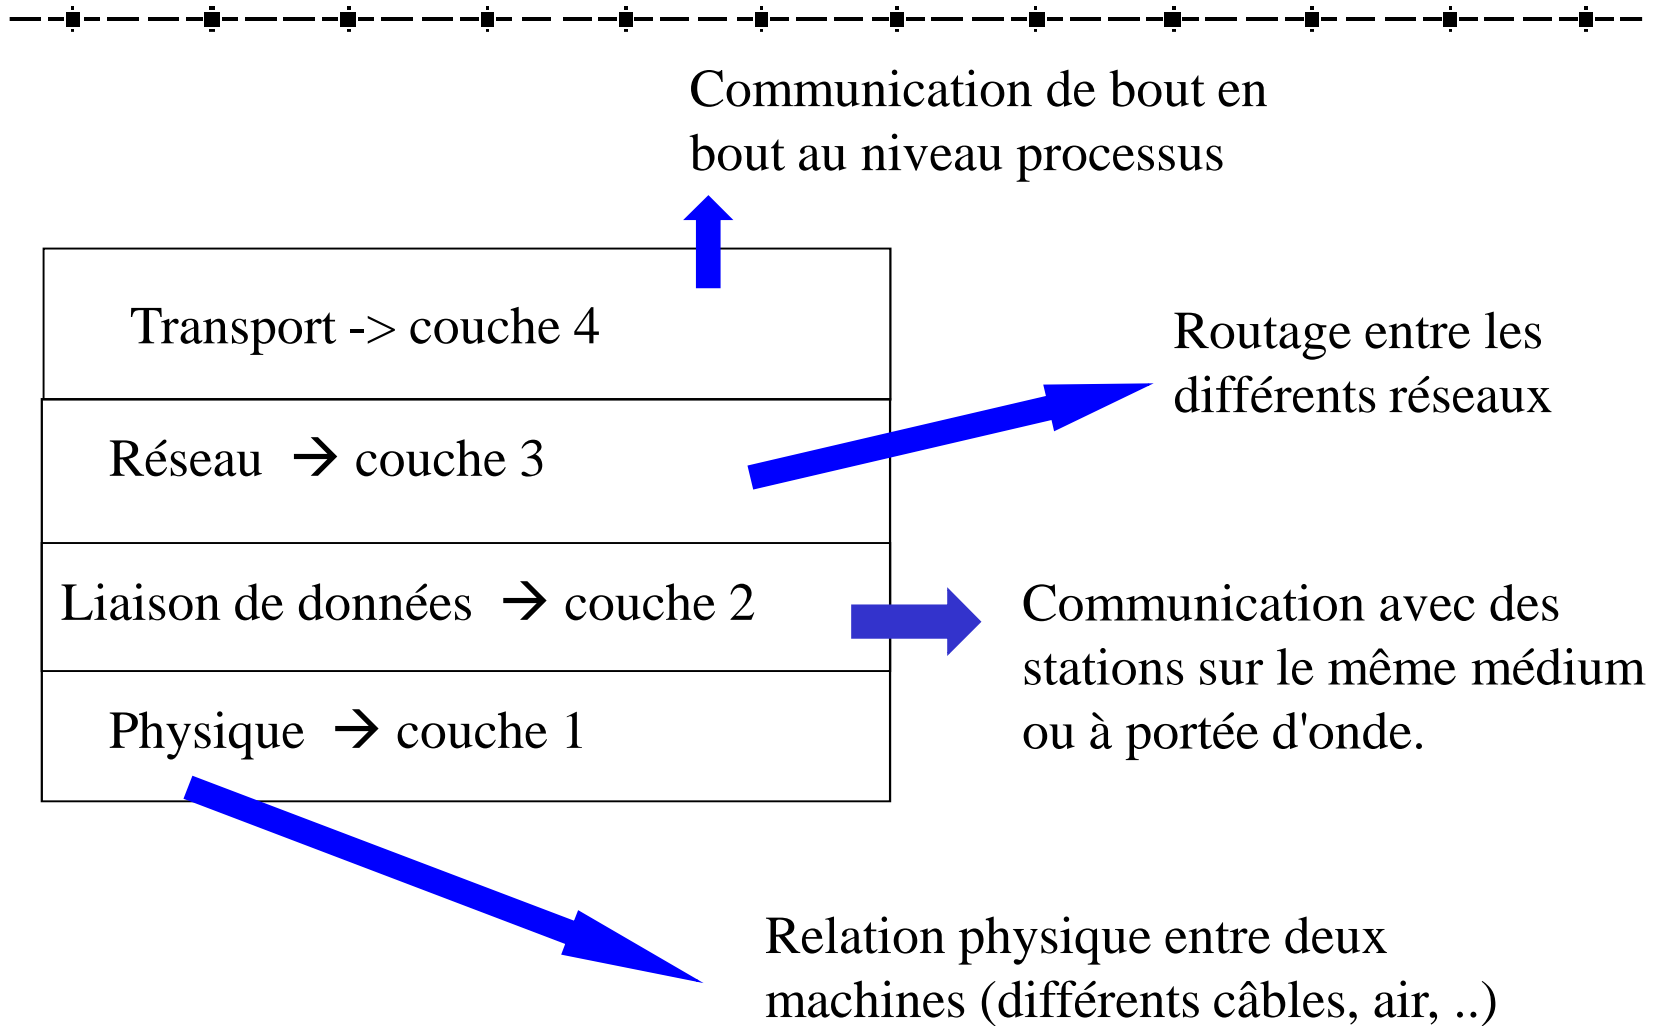 Communication de bout en
bout au niveau processus
Transport -> couche 4
Routage entre les
différents réseaux
Réseau → couche 3
Liaison de données → couche 2
Communication avec des
stations sur le même médium
ou à portée d'onde.
Physique → couche 1
Relation physique entre deux
machines (différents câbles, air, ..)